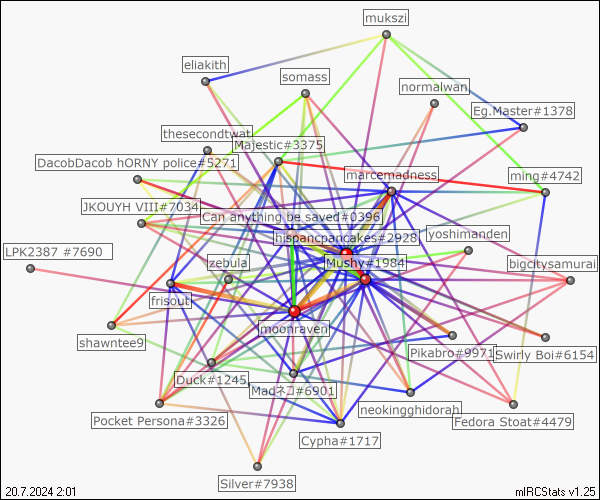 mukszi
eliakith
somass
normalwan
Eg.Master#1378
thesecondtwat
Majestic#3375
DacobDacob hORNY police#5271
marcemadness
ming#4742
JKOUYH VIII#7034
Can anything be saved#0396
hispancpancakes#2928
yoshimanden
LPK2387 #7690
zebula
Mushy#1984
bigcitysamurai
frisout
moonraven
shawntee9
Pikabro#9971
Swirly Boi#6154
Duck#1245
Madネコ#6901
neokingghidorah
Pocket Persona#3326
Fedora Stoat#4479
Cypha#1717
Silver#7938
20.7.2024 2:01
mIRCStats v1.25